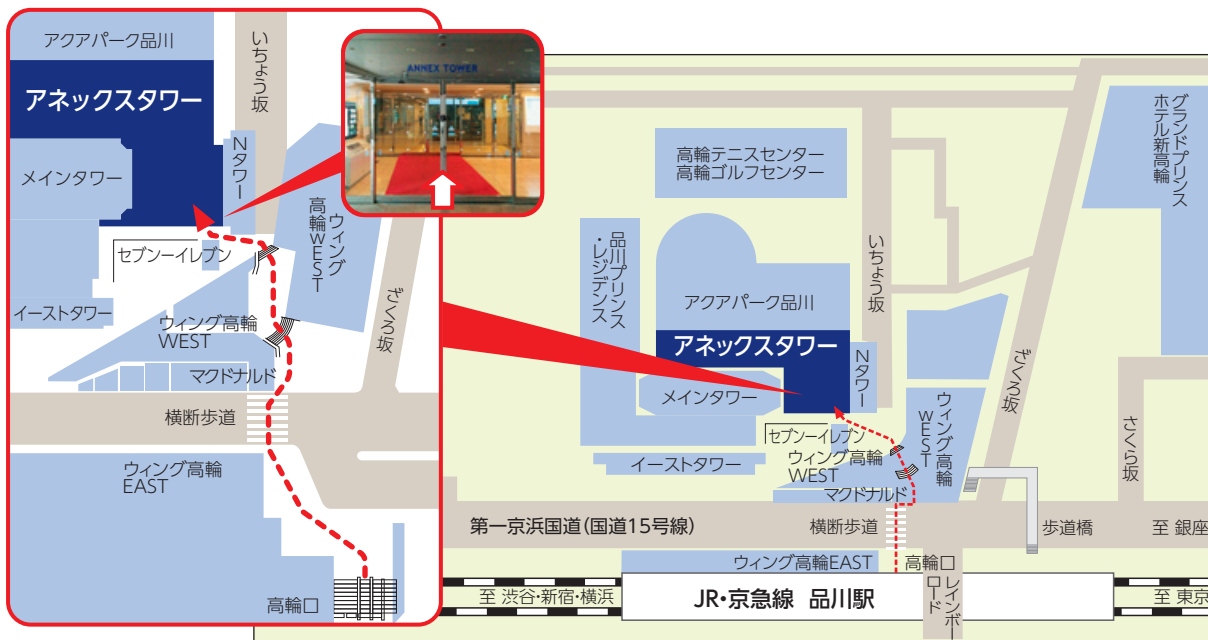 アクアパーク品川
いちょう坂
アネックスタワー
Nタワー
メインタワー
ウィング
高輪WEST
セブン−イレブン
イーストタワー
ウィング高輪
WEST
ざくろ坂
マクドナルド
横断歩道
ウィング高輪
EAST
高輪口
ANNEX TOWER
グランドプリンス
ホテル新高輪
高輪テニスセンター
高輪ゴルフセンター
品川プリンス
・レジデンス
いちょう坂
アクアパーク品川
アネックスタワー
Nタワー
メインタワー
ざくろ坂
さくら坂
ウィング高輪
WEST
セブン−イレブン
ウィング高輪
WEST
イーストタワー
マクドナルド
第一京浜国道(国道15号線)
横断歩道
歩道橋
至 銀座
ウィング高輪EAST
高輪口
レインボー
ロード
至 渋谷・新宿・横浜
JR・京急線 品川駅
至 東京